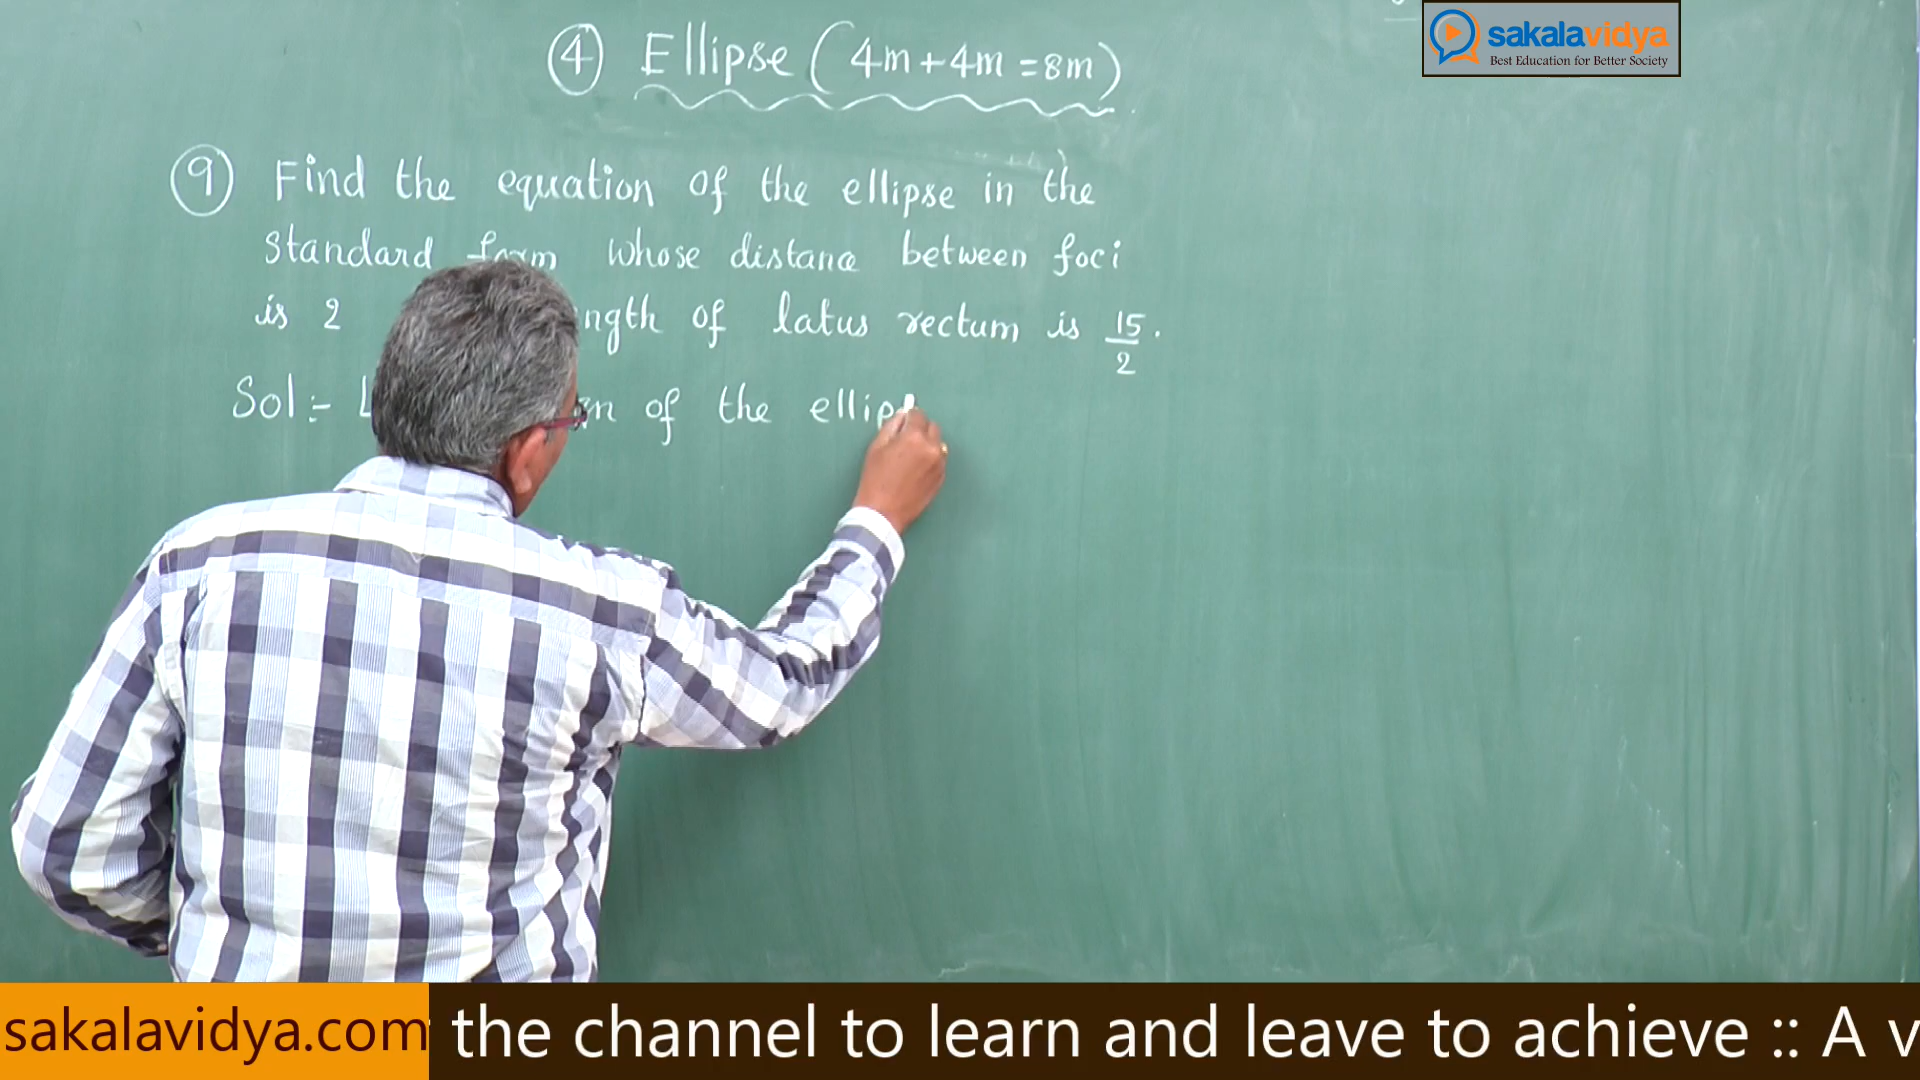 4 Ellipse (4m+4m=8m)
sakalavidya
Best Education for Better Society
9 Find the equation of the ellipse in the
standard form whose distance between foci
is 2 ngth of latus rectum is 15/2.
Sol:- L n of the ellip
sakalavidya.com the channel to learn and leave to achieve :: A v